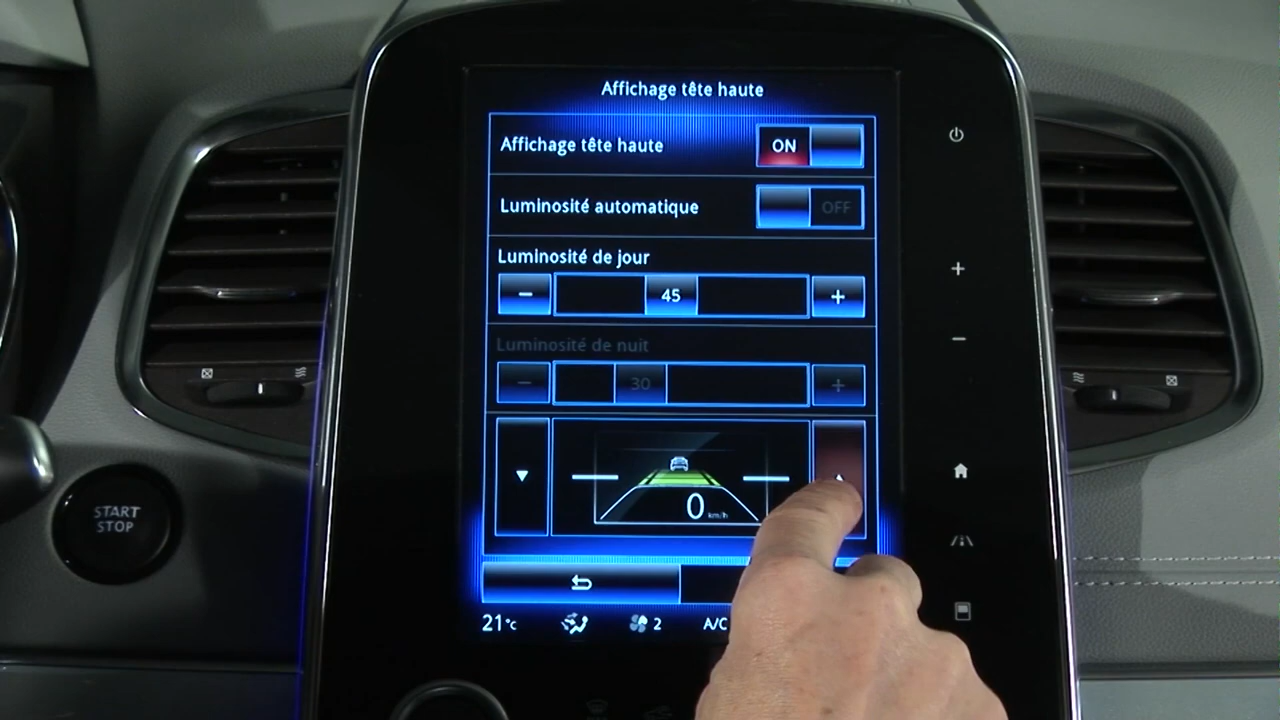 Affichage tête haute
Affichage tête haute ON
Luminosité automatique OFF
Luminosité de jour
− 45 +
Luminosité de nuit
− 30 +
0 km/h
START
STOP
21°C 2 A/C